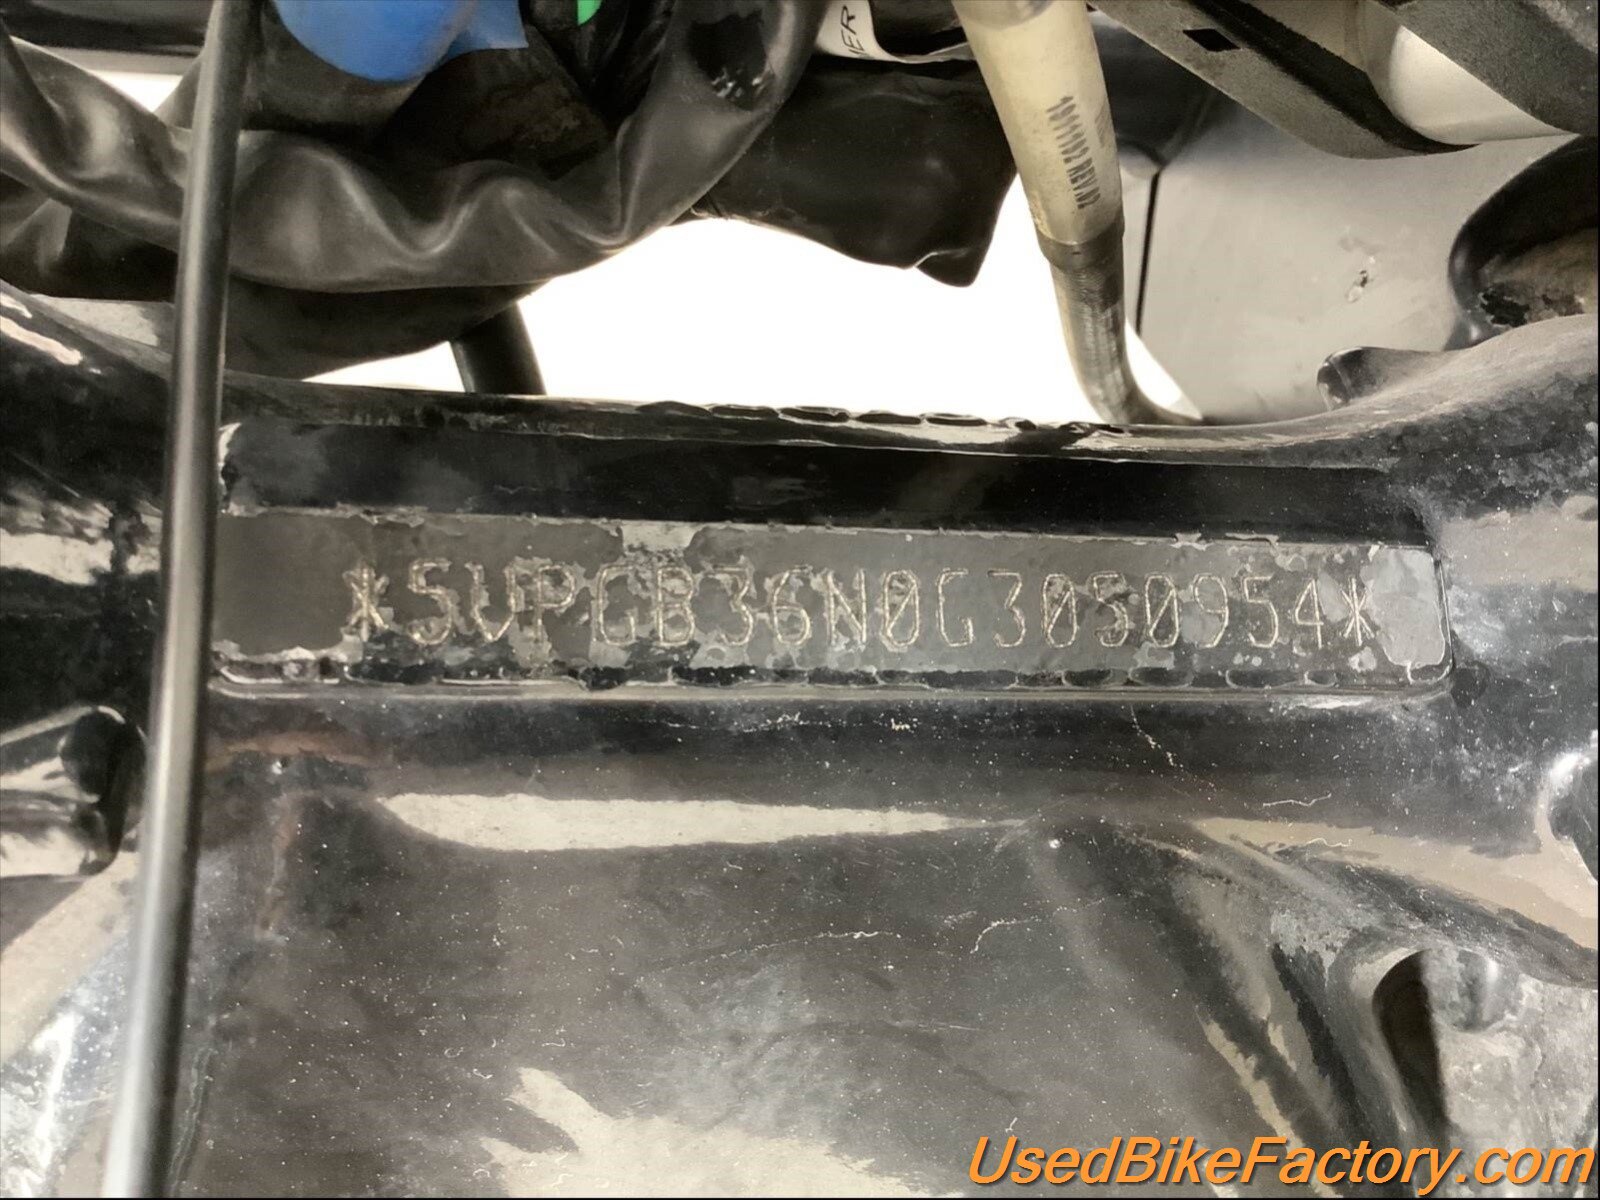 *5VPGB36N0G3050954*
UsedBikeFactory.com